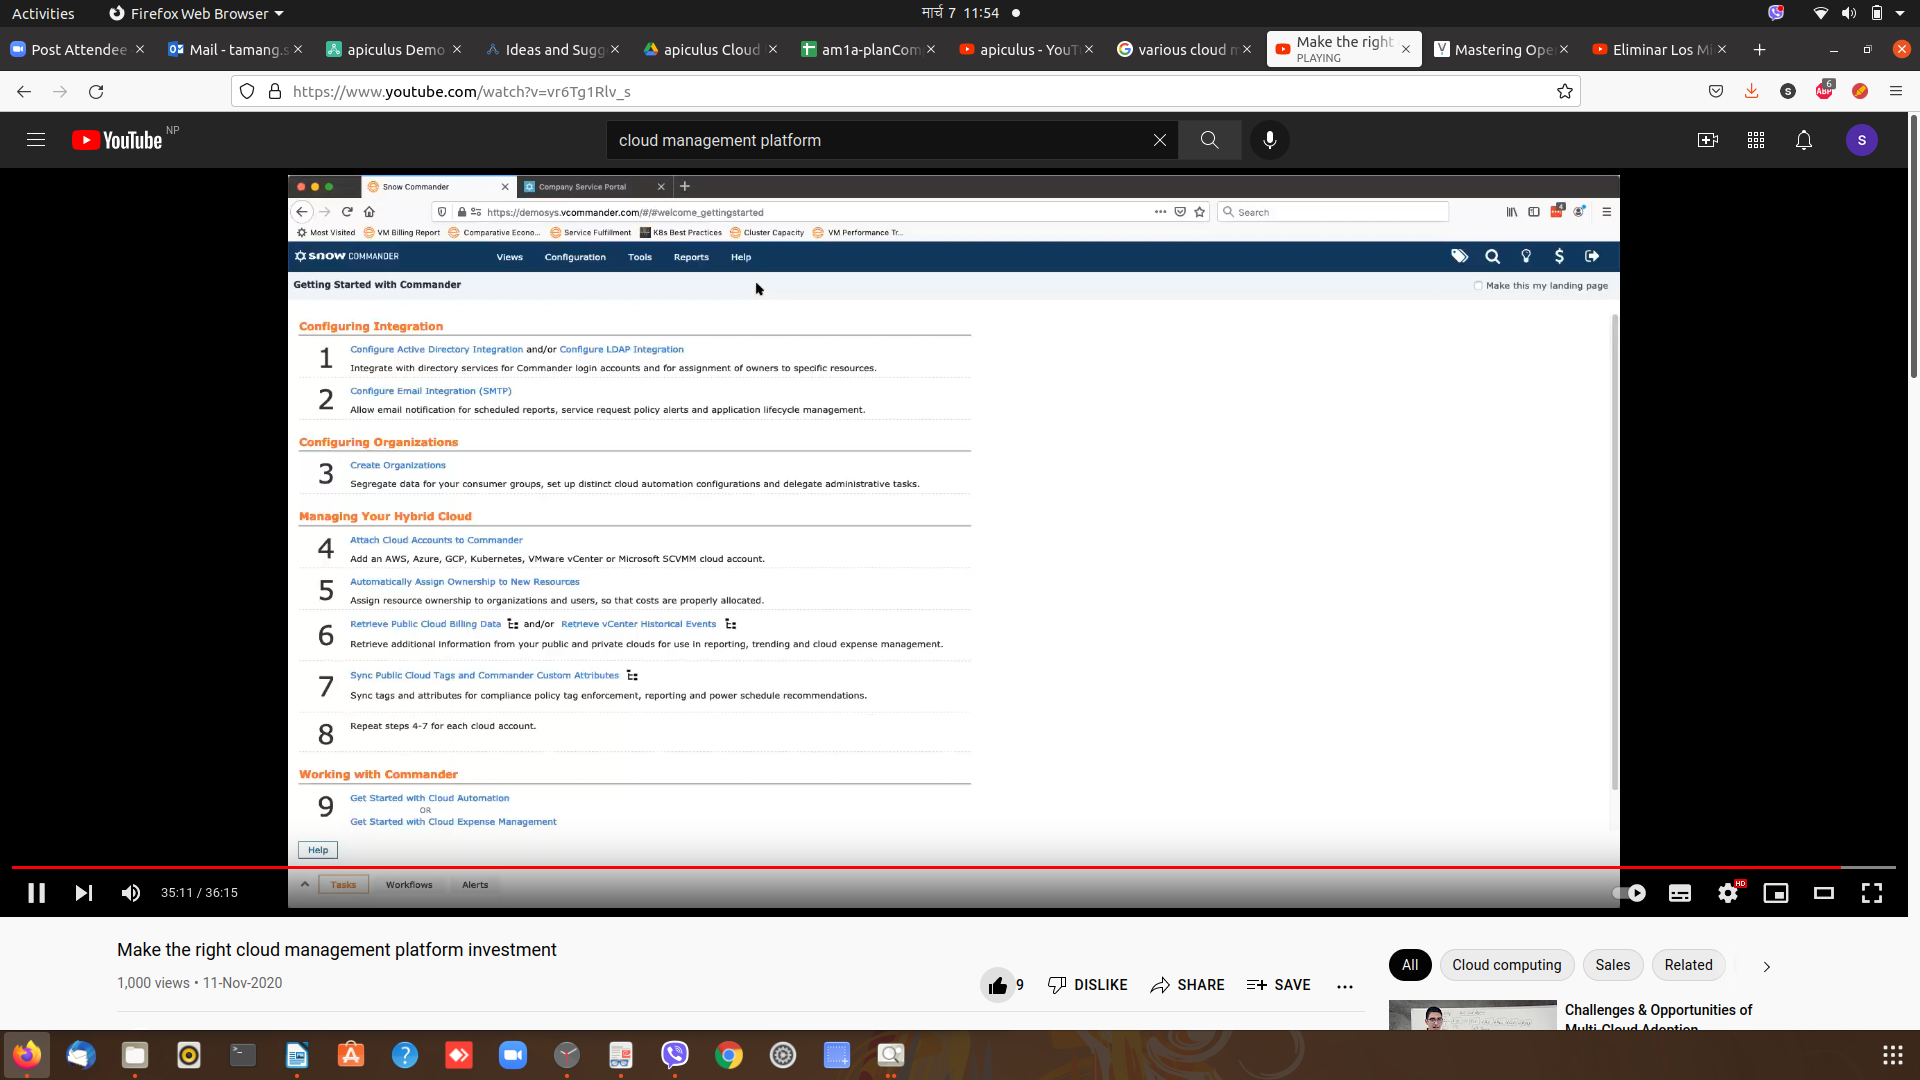 Activities Firefox Web Browser मार्च 7 11:54
Post Attendee Mail - tamang.s apiculus Demo Ideas and Sugg apiculus Cloud am1a-planCom apiculus - YouT various cloud m Make the right Mastering Ope Eliminar Los Mi
PLAYING
https://www.youtube.com/watch?v=vr6Tg1Rlv_s S ABP 6
YouTube NP cloud management platform S
Snow Commander Company Service Portal
https://demosys.vcommander.com/#/#welcome_gettingstarted Search
Most Visited VM Billing Report Comparative Econo... Service Fulfillment K8s Best Practices Cluster Capacity VM Performance Tr...
snow COMMANDER Views Configuration Tools Reports Help
Getting Started with Commander Make this my landing page
Configuring Integration
1 Configure Active Directory Integration and/or Configure LDAP Integration
Integrate with directory services for Commander login accounts and for assignment of owners to specific resources.
2 Configure Email Integration (SMTP)
Allow email notification for scheduled reports, service request policy alerts and application lifecycle management.
Configuring Organizations
3 Create Organizations
Segregate data for your consumer groups, set up distinct cloud automation configurations and delegate administrative tasks.
Managing Your Hybrid Cloud
4 Attach Cloud Accounts to Commander
Add an AWS, Azure, GCP, Kubernetes, VMware vCenter or Microsoft SCVMM cloud account.
5 Automatically Assign Ownership to New Resources
Assign resource ownership to organizations and users, so that costs are properly allocated.
6 Retrieve Public Cloud Billing Data and/or Retrieve vCenter Historical Events
Retrieve additional information from your public and private clouds for use in reporting, trending and cloud expense management.
7 Sync Public Cloud Tags and Commander Custom Attributes
Sync tags and attributes for compliance policy tag enforcement, reporting and power schedule recommendations.
8 Repeat steps 4-7 for each cloud account.
Working with Commander
9 Get Started with Cloud Automation
OR
Get Started with Cloud Expense Management
Help
Tasks Workflows Alerts
35:11 / 36:15 HD
Make the right cloud management platform investment
1,000 views • 11-Nov-2020
9 DISLIKE SHARE SAVE
All Cloud computing Sales Related
Challenges & Opportunities of
Multi-Cloud Adoption